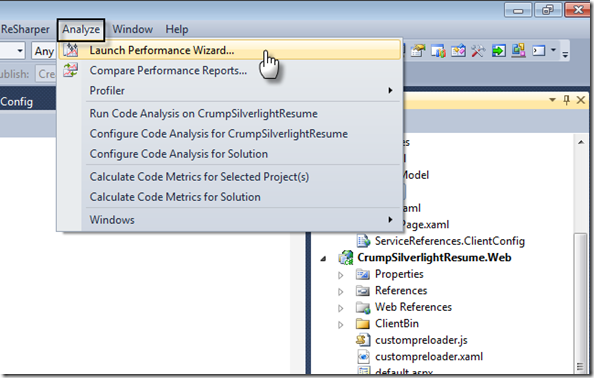 ReSharper Analyze Window Help
Any
Launch Performance Wizard...
ublish: Cre
Compare Performance Reports...
Profiler
Config
Run Code Analysis on CrumpSilverlightResume
Configure Code Analysis for CrumpSilverlightResume
Configure Code Analysis for Solution
Calculate Code Metrics for Selected Project(s)
Model
Calculate Code Metrics for Solution
.xaml
Windows
Page.xaml
ServiceReferences.ClientConfig
CrumpSilverlightResume.Web
Properties
References
Web References
ClientBin
custompreloader.js
custompreloader.xaml
default.aspx